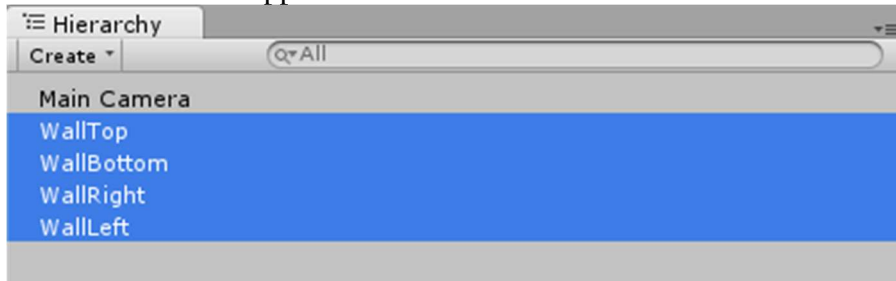 Hierarchy
Create
All
Main Camera
WallTop
WallBottom
WallRight
WallLeft